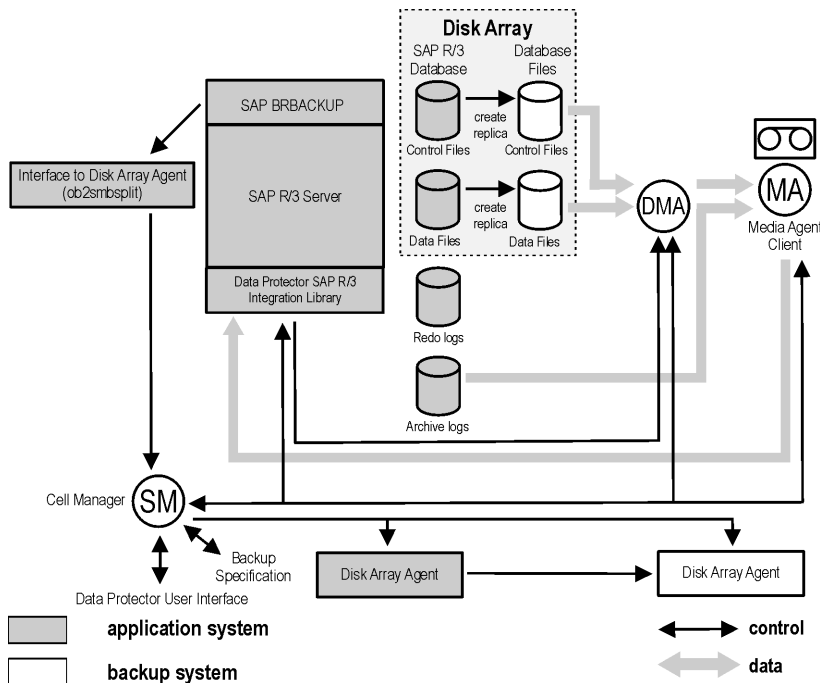 Disk Array
SAP R/3
Database
Database
Files
SAP BRBACKUP
create
replica
Control Files
Control Files
Interface to Disk Array Agent
(ob2smbsplit)
SAP R/3 Server
DMA
MA
Media Agent
Client
create
replica
Data Files
Data Files
Data Protector SAP R/3
Integration Library
Redo logs
Archive logs
Cell Manager
SM
Backup
Specification
Disk Array Agent
Disk Array Agent
Data Protector User Interface
application system
control
backup system
data